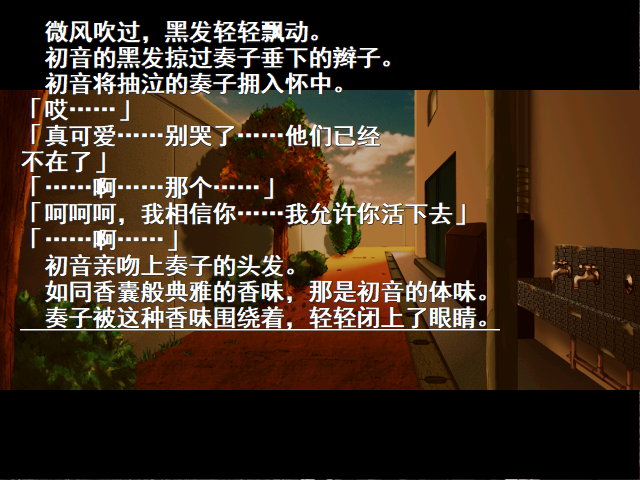 微风吹过，黑发轻轻飘动。
初音的黑发掠过奏子垂下的辫子。
初音将抽泣的奏子拥入怀中。
「哎……」
「真可爱……别哭了……他们已经
不在了」
「……啊……那个……」
「呵呵呵，我相信你……我允许你活下去」
「……啊……」
初音亲吻上奏子的头发。
如同香囊般典雅的香味，那是初音的体味。
奏子被这种香味围绕着，轻轻闭上了眼睛。